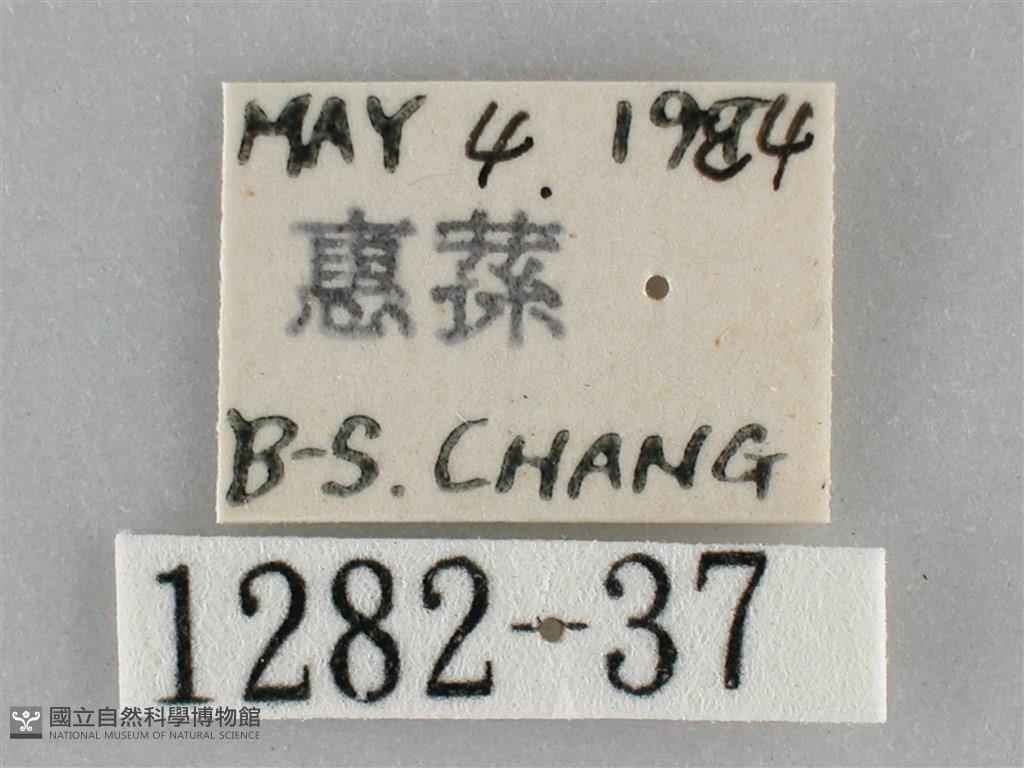 MAY 4. 1984
惠蓀
B-S. CHANG
1282-37
國立自然科學博物館
NATIONAL MUSEUM OF NATURAL SCIENCE